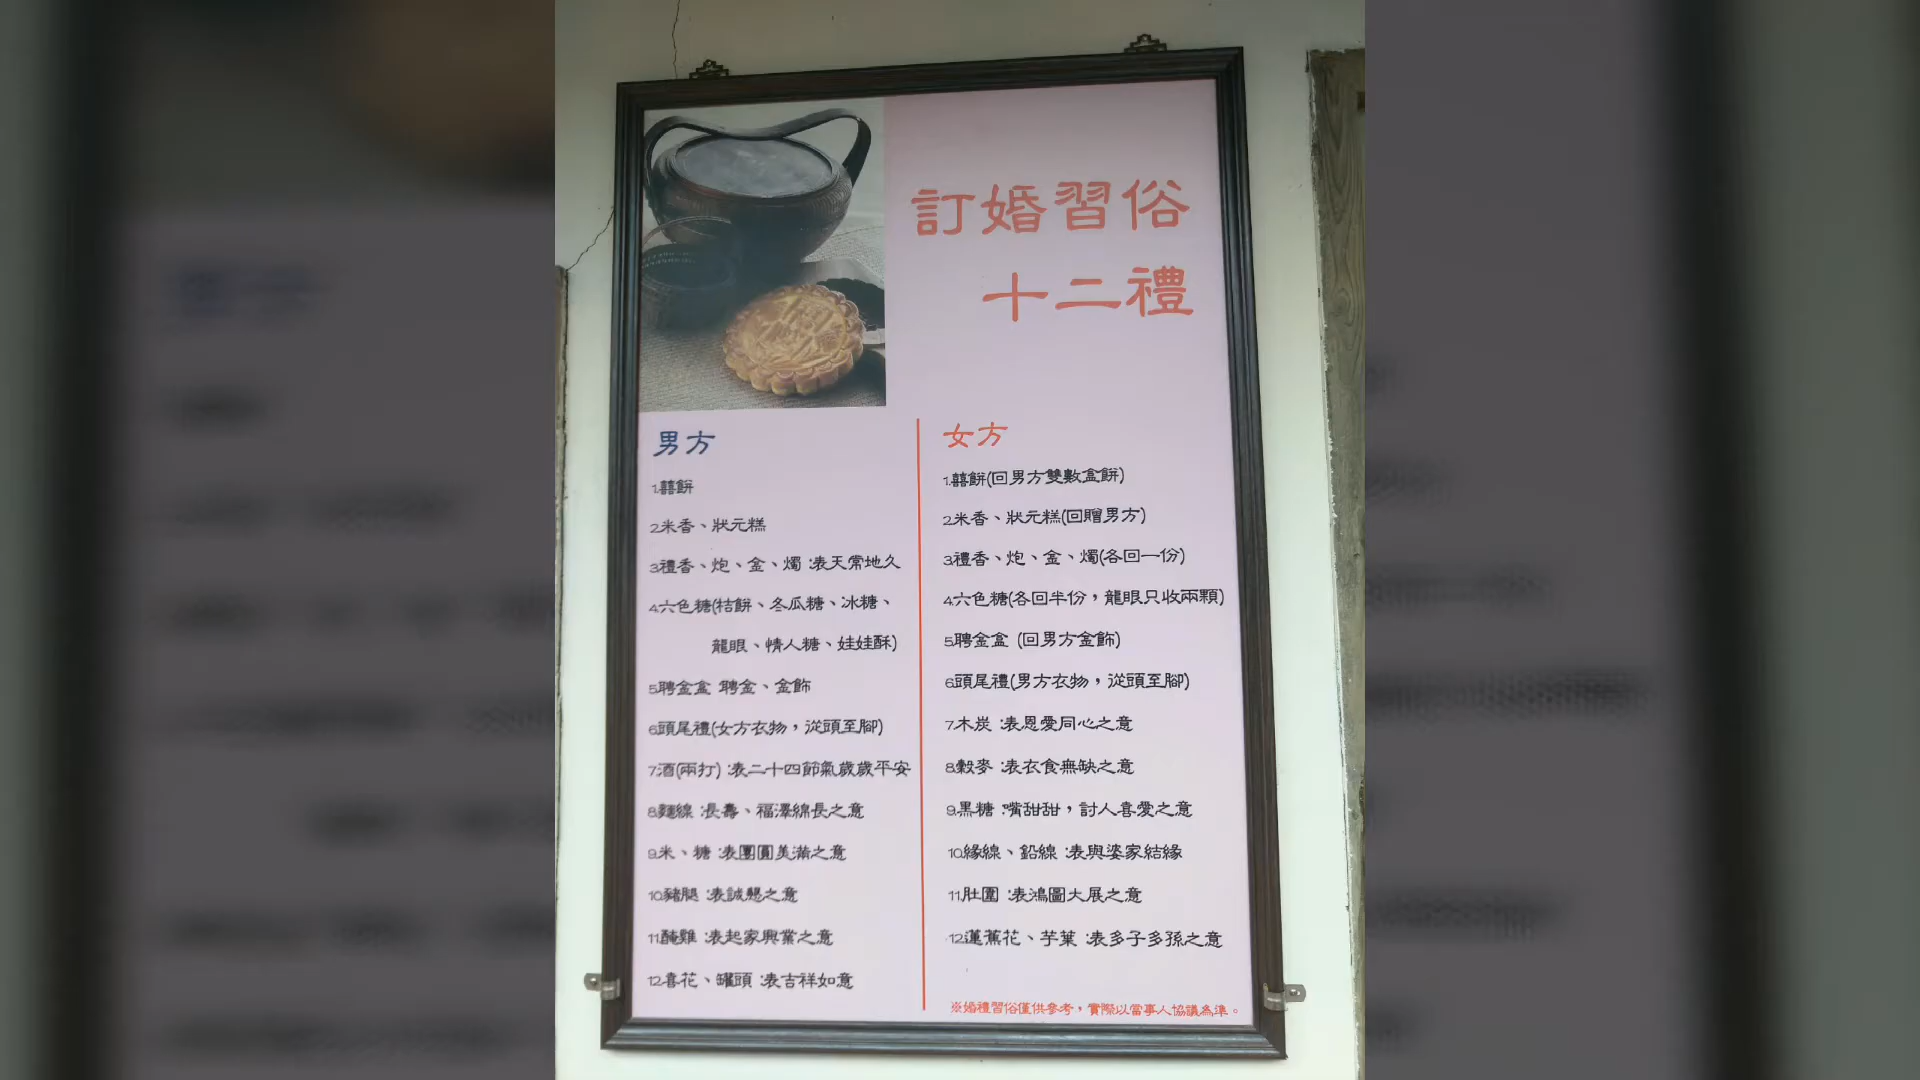 訂婚習俗
十二禮
男方
1.囍餅
2.米香、狀元糕
3.禮香、炮、金、燭:表天常地久
4.六色糖(桔餅、冬瓜糖、冰糖、
龍眼、情人糖、娃娃酥)
5.聘金盒:聘金、金飾
6.頭尾禮(女方衣物，從頭至腳)
7.酒(兩打):表二十四節氣歲歲平安
8.麵線:長壽、福澤綿長之意
9.米、糖:表團圓美滿之意
10.豬腿:表誠懇之意
11.醃雞:表起家興業之意
12.喜花、罐頭:表吉祥如意
女方
1.囍餅(回男方雙數盒餅)
2.米香、狀元糕(回贈男方)
3.禮香、炮、金、燭(各回一份)
4.六色糖(各回半份，龍眼只收兩顆)
5.聘金盒 (回男方金飾)
6.頭尾禮(男方衣物，從頭至腳)
7.木炭:表恩愛同心之意
8.穀麥:表衣食無缺之意
9.黑糖:嘴甜甜，討人喜愛之意
10.緣線、鉛線:表與婆家結緣
11.肚圍:表鴻圖大展之意
12.蓮蕉花、芋葉:表多子多孫之意
※婚禮習俗僅供參考，實際以當事人協議為準。